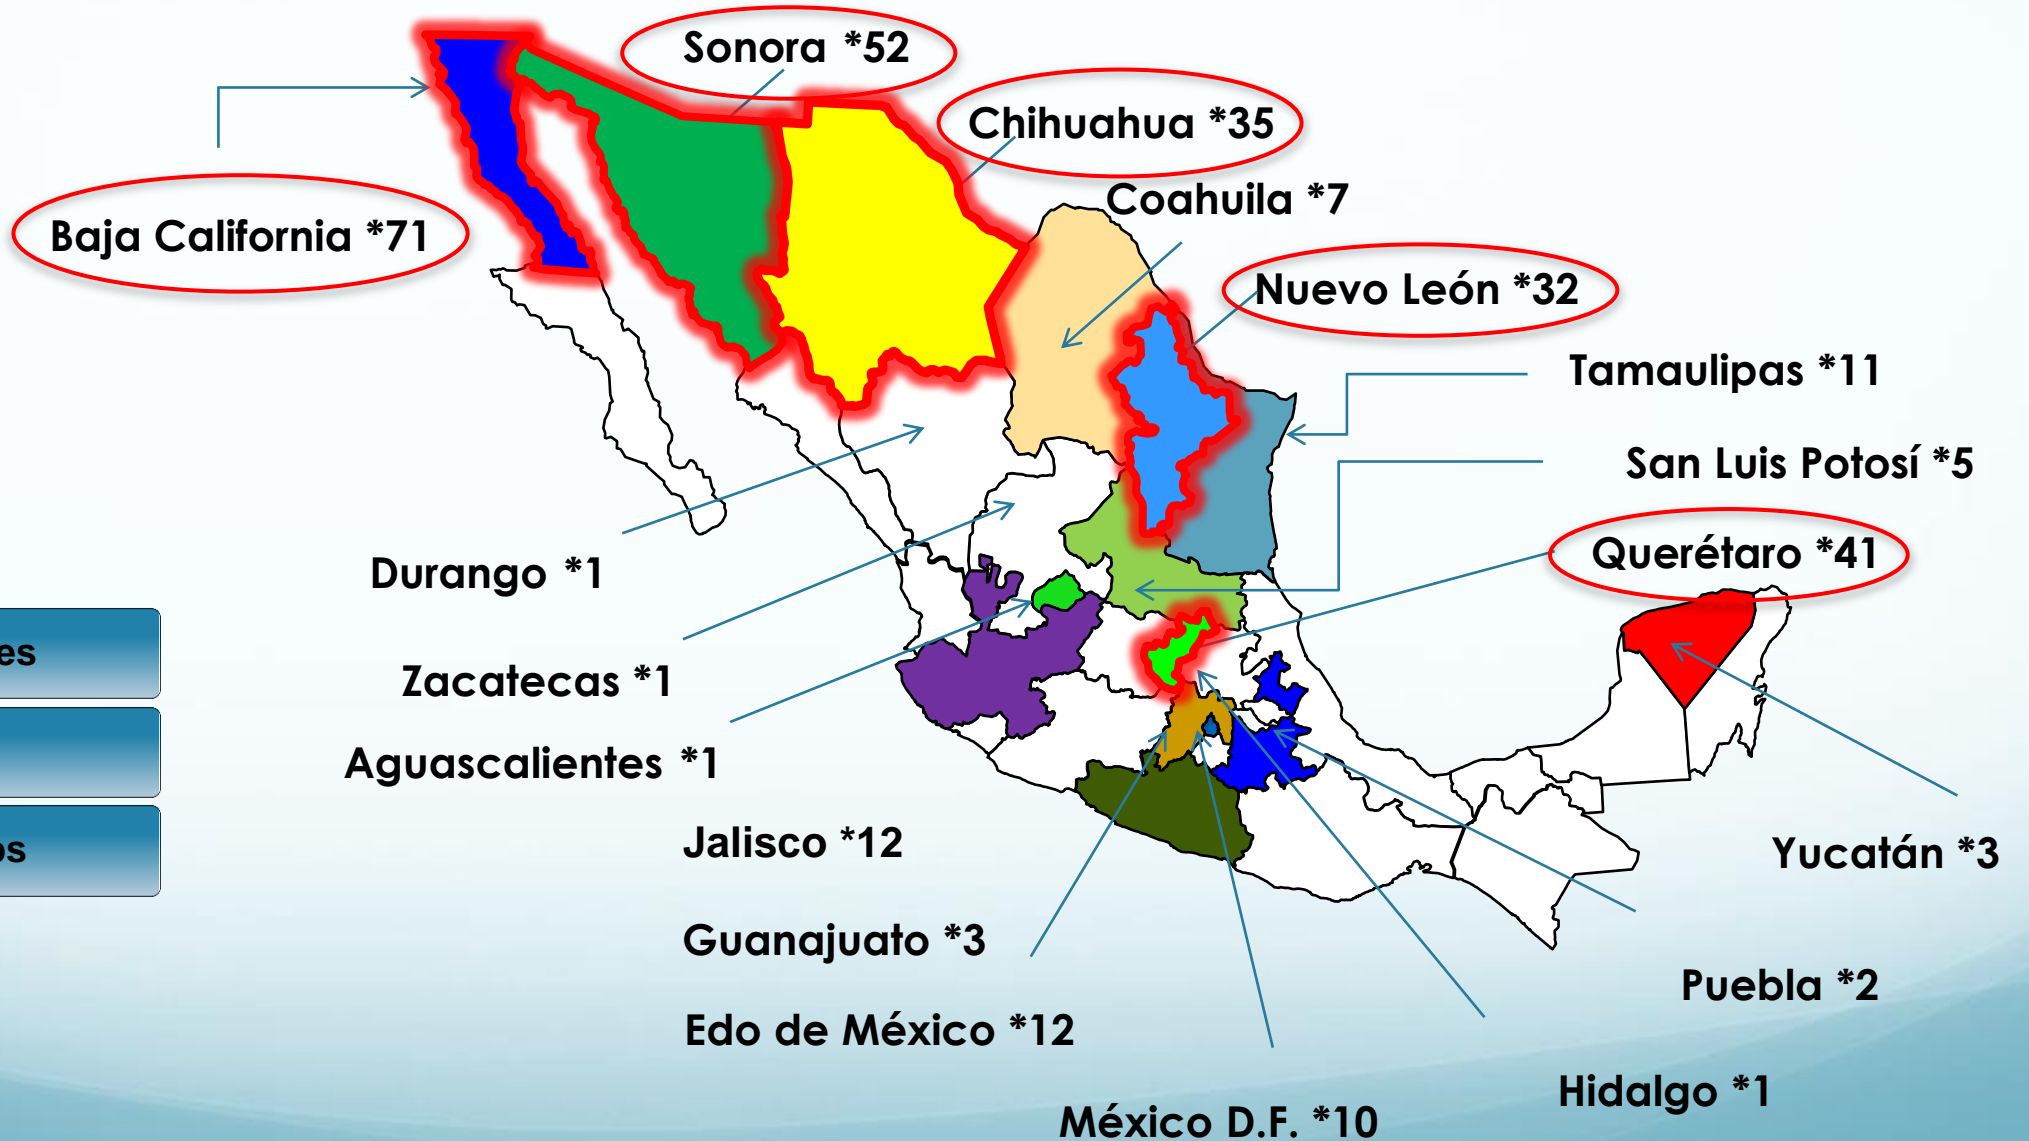 Sonora *52
Chihuahua *35
Coahuila *7
Baja California *71
Nuevo León *32
Tamaulipas *11
San Luis Potosí *5
Querétaro *41
Durango *1
Zacatecas *1
Aguascalientes *1
Jalisco *12
Yucatán *3
Guanajuato *3
Puebla *2
Edo de México *12
Hidalgo *1
México D.F. *10